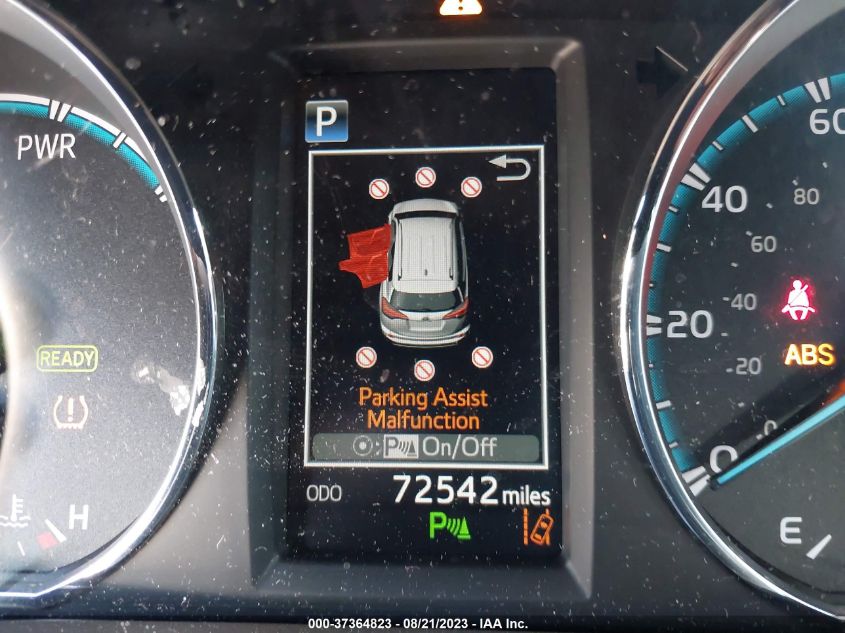 P
PWR
60
80
40
60
40
20
20
0
0
READY
ABS
Parking Assist
Malfunction
: P On/Off
H
ODO 72542 miles
P
E
000-37364823 - 08/21/2023 - IAA Inc.